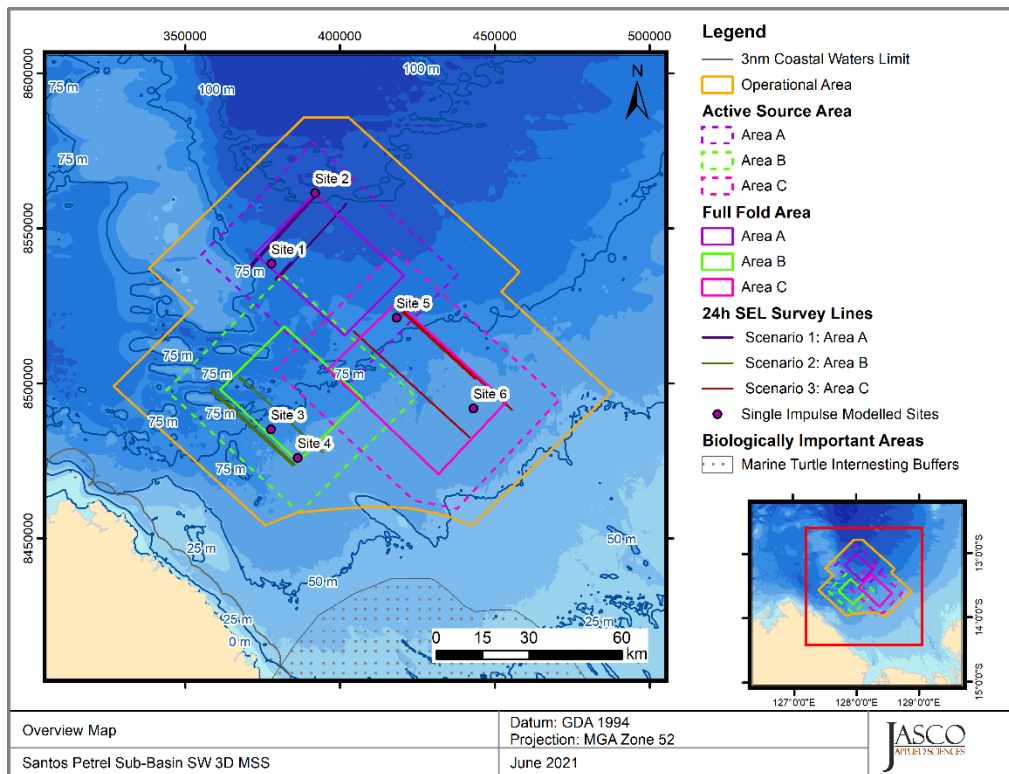 350000
400000
450000
500000
8600000
8550000
8500000
8450000
100 m
100 m
75 m
75 m
N
Site 2
Site 1
75 m
Site 5
75 m
75 m
75 m
75 m
75 m
Site 6
75 m
Site 3
Site 4
75 m
25 m
50 m
50 m
25 m
25 m
0 m
0 15 30 60
km
Legend
3nm Coastal Waters Limit
Operational Area
Active Source Area
Area A
Area B
Area C
Full Fold Area
Area A
Area B
Area C
24h SEL Survey Lines
Scenario 1: Area A
Scenario 2: Area B
Scenario 3: Area C
Single Impulse Modelled Sites
Biologically Important Areas
Marine Turtle Internesting Buffers
13°0'0"S
14°0'0"S
15°0'0"S
127°0'0"E
128°0'0"E
129°0'0"E
Overview Map
Santos Petrel Sub-Basin SW 3D MSS
Datum: GDA 1994
Projection: MGA Zone 52
June 2021
JASCO
APPLIED SCIENCES